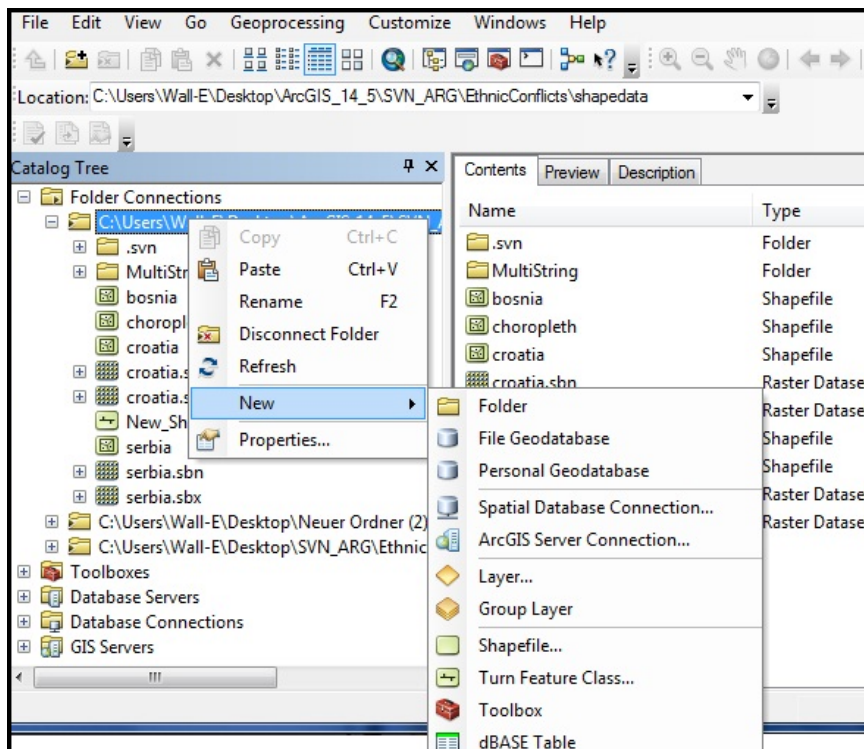 File Edit View Go Geoprocessing Customize Windows Help
Location: C:\Users\Wall-E\Desktop\ArcGIS_14_5\SVN_ARG\EthnicConflicts\shapedata
Catalog Tree
Folder Connections
C:\Users\W
.svn
MultiStr
bosnia
choropl
croatia
croatia.s
croatia.s
New_Sh
serbia
serbia.sbn
serbia.sbx
C:\Users\Wall-E\Desktop\Neuer Ordner (2)
C:\Users\Wall-E\Desktop\SVN_ARG\Ethnic
Toolboxes
Database Servers
Database Connections
GIS Servers
Copy Ctrl+C
Paste Ctrl+V
Rename F2
Disconnect Folder
Refresh
New
Properties...
Folder
File Geodatabase
Personal Geodatabase
Spatial Database Connection...
ArcGIS Server Connection...
Layer...
Group Layer
Shapefile...
Turn Feature Class...
Toolbox
dBASE Table
Contents Preview Description
Name Type
.svn Folder
MultiString Folder
bosnia Shapefile
choropleth Shapefile
croatia Shapefile
croatia.sbn Raster Datase
Raster Datase
Shapefile
Shapefile
Raster Datase
Raster Datase